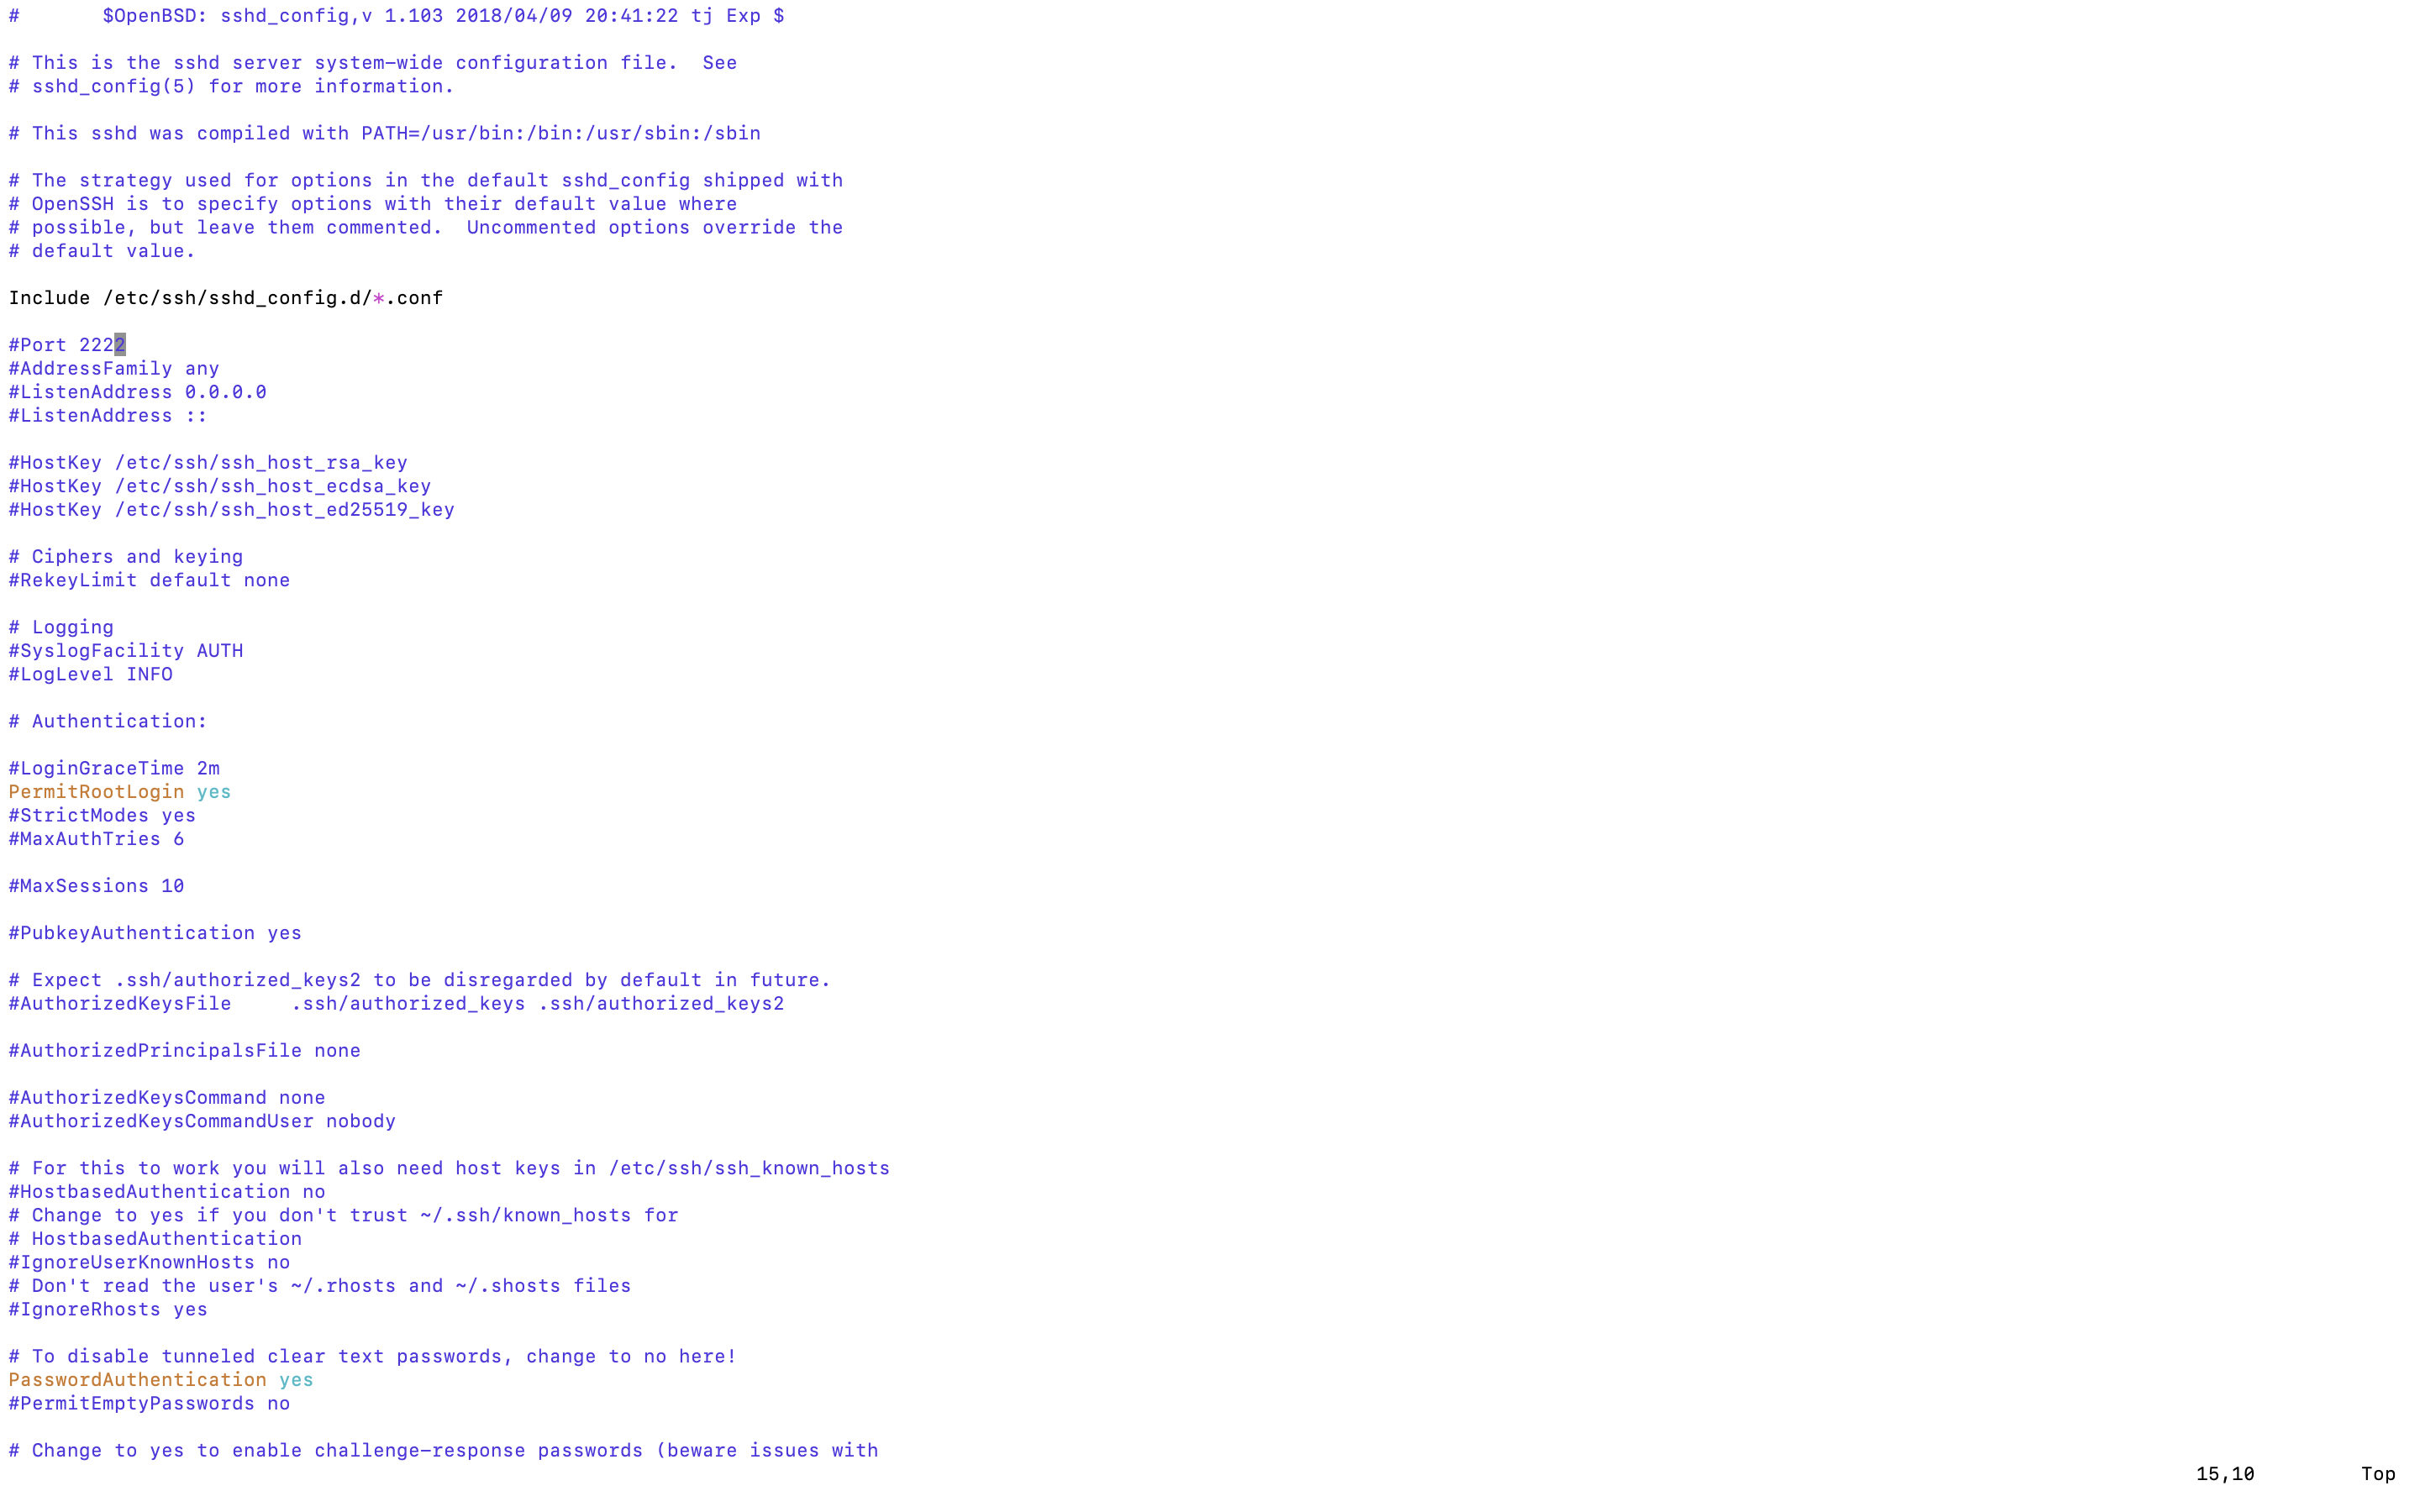 #       $OpenBSD: sshd_config,v 1.103 2018/04/09 20:41:22 tj Exp $
# This is the sshd server system-wide configuration file.  See
# sshd_config(5) for more information.
# This sshd was compiled with PATH=/usr/bin:/bin:/usr/sbin:/sbin
# The strategy used for options in the default sshd_config shipped with
# OpenSSH is to specify options with their default value where
# possible, but leave them commented.  Uncommented options override the
# default value.
Include /etc/ssh/sshd_config.d/*.conf
#Port 2222
#AddressFamily any
#ListenAddress 0.0.0.0
#ListenAddress ::
#HostKey /etc/ssh/ssh_host_rsa_key
#HostKey /etc/ssh/ssh_host_ecdsa_key
#HostKey /etc/ssh/ssh_host_ed25519_key
# Ciphers and keying
#RekeyLimit default none
# Logging
#SyslogFacility AUTH
#LogLevel INFO
# Authentication:
#LoginGraceTime 2m
PermitRootLogin yes
#StrictModes yes
#MaxAuthTries 6
#MaxSessions 10
#PubkeyAuthentication yes
# Expect .ssh/authorized_keys2 to be disregarded by default in future.
#AuthorizedKeysFile     .ssh/authorized_keys .ssh/authorized_keys2
#AuthorizedPrincipalsFile none
#AuthorizedKeysCommand none
#AuthorizedKeysCommandUser nobody
# For this to work you will also need host keys in /etc/ssh/ssh_known_hosts
#HostbasedAuthentication no
# Change to yes if you don't trust ~/.ssh/known_hosts for
# HostbasedAuthentication
#IgnoreUserKnownHosts no
# Don't read the user's ~/.rhosts and ~/.shosts files
#IgnoreRhosts yes
# To disable tunneled clear text passwords, change to no here!
PasswordAuthentication yes
#PermitEmptyPasswords no
# Change to yes to enable challenge-response passwords (beware issues with
15,10         Top